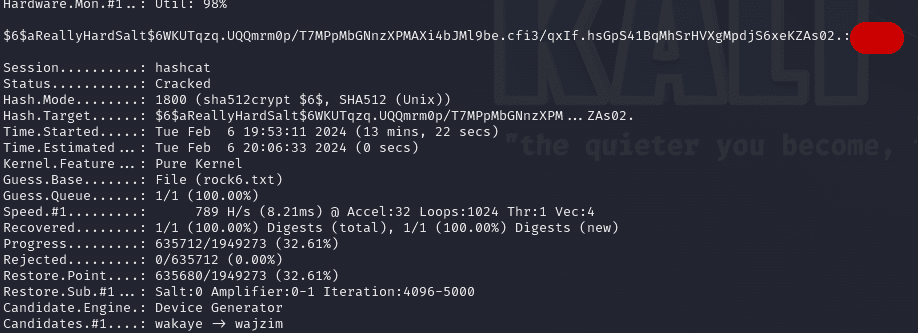 Hardware.Mon.#1..: Util: 98%
$6$aReallyHardSalt$6WKUTqzq.UQQmrm0p/T7MPpMbGNnzXPMAXi4bJMl9be.cfi3/qxIf.hsGpS41BqMhSrHVXgMpdjS6xeKZAs02.:
Session..........: hashcat
Status...........: Cracked
Hash.Mode........: 1800 (sha512crypt $6$, SHA512 (Unix))
Hash.Target......: $6$aReallyHardSalt$6WKUTqzq.UQQmrm0p/T7MPpMbGNnzXPM...ZAs02.
Time.Started.....: Tue Feb  6 19:53:11 2024 (13 mins, 22 secs)
Time.Estimated...: Tue Feb  6 20:06:33 2024 (0 secs)
Kernel.Feature...: Pure Kernel
Guess.Base.......: File (rock6.txt)
Guess.Queue......: 1/1 (100.00%)
Speed.#1.........:      789 H/s (8.21ms) @ Accel:32 Loops:1024 Thr:1 Vec:4
Recovered........: 1/1 (100.00%) Digests (total), 1/1 (100.00%) Digests (new)
Progress.........: 635712/1949273 (32.61%)
Rejected.........: 0/635712 (0.00%)
Restore.Point....: 635680/1949273 (32.61%)
Restore.Sub.#1...: Salt:0 Amplifier:0-1 Iteration:4096-5000
Candidate.Engine.: Device Generator
Candidates.#1....: wakaye -> wajzim
KALI
"the quieter you become,